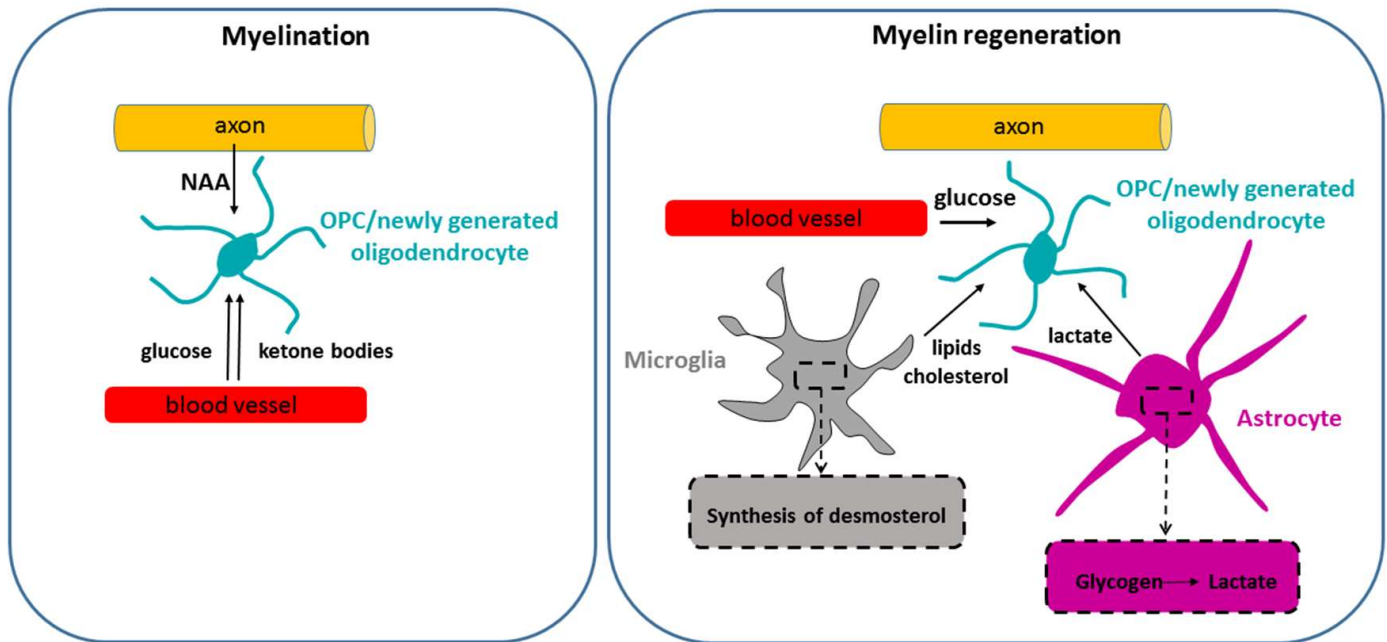 Myelination
axon
NAA
OPC/newly generated
oligodendrocyte
glucose
ketone bodies
blood vessel
Myelin regeneration
axon
OPC/newly generated
oligodendrocyte
glucose
blood vessel
Microglia
lipids
cholesterol
lactate
Astrocyte
Synthesis of desmosterol
Glycogen
Lactate